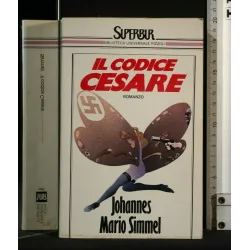 SUPERBUR
BIBLIOTECA UNIVERSALE RIZZOLI
IL CODICE
CESARE
ROMANZO
Johannes
Mario Simmel